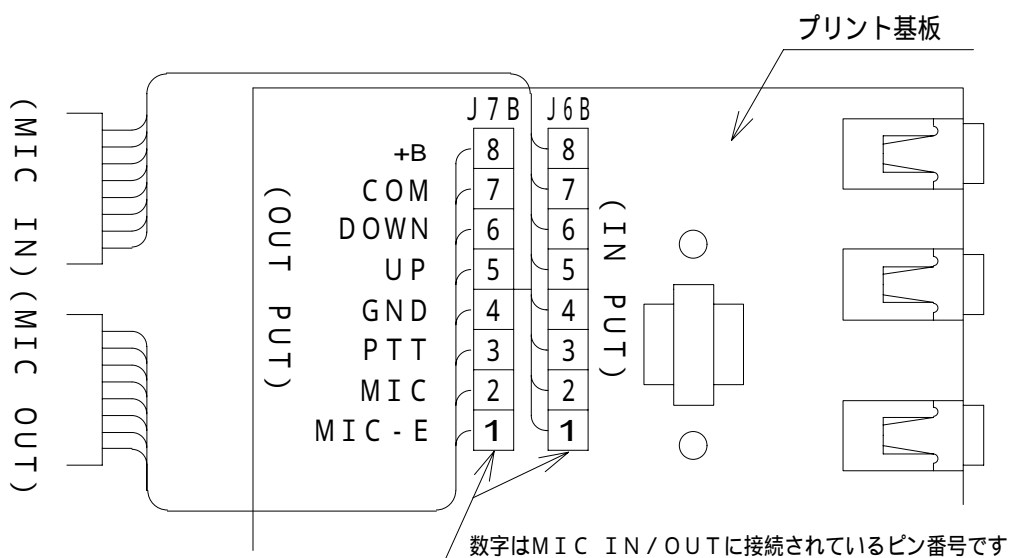 プリント基板
J7B
J6B
(MIC IN)
(MIC OUT)
(OUT PUT)
(IN PUT)
+B 8 8
COM 7 7
DOWN 6 6
UP 5 5
GND 4 4
PTT 3 3
MIC 2 2
MIC-E 1 1
数字はMIC IN/OUTに接続されているピン番号です